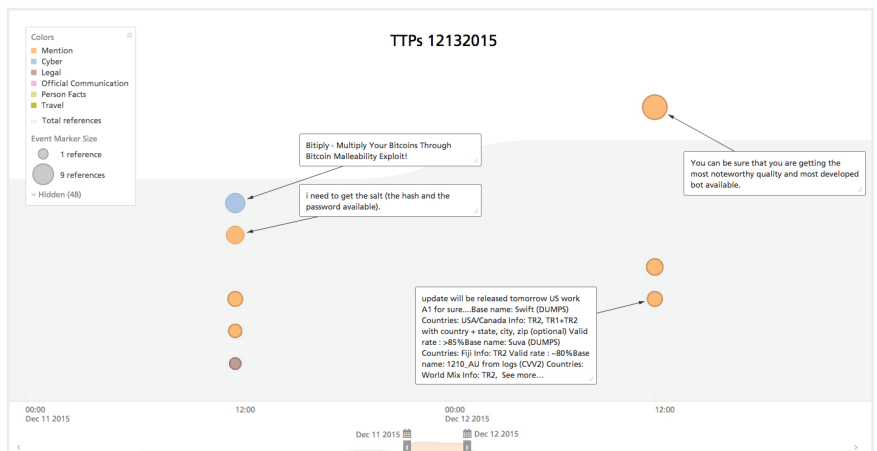 TTPs 12132015
Colors
Mention
Cyber
Legal
Official Communication
Person Facts
Travel
Total references
Event Marker Size
1 reference
9 references
Hidden (48)
Bitiply - Multiply Your Bitcoins Through
Bitcoin Malleability Exploit!
i need to get the salt (the hash and the
password available).
You can be sure that you are getting the
most noteworthy quality and most developed
bot available.
update will be released tomorrow US work
A1 for sure....Base name: Swift (DUMPS)
Countries: USA/Canada Info: TR2, TR1+TR2
with country + state, city, zip (optional) Valid
rate : >85%Base name: Suva (DUMPS)
Countries: Fiji Info: TR2 Valid rate : ~80%Base
name: 1210_AU from logs (CVV2) Countries:
World Mix Info: TR2, See more...
00:00
Dec 11 2015
12:00
00:00
Dec 12 2015
12:00
Dec 11 2015
Dec 12 2015